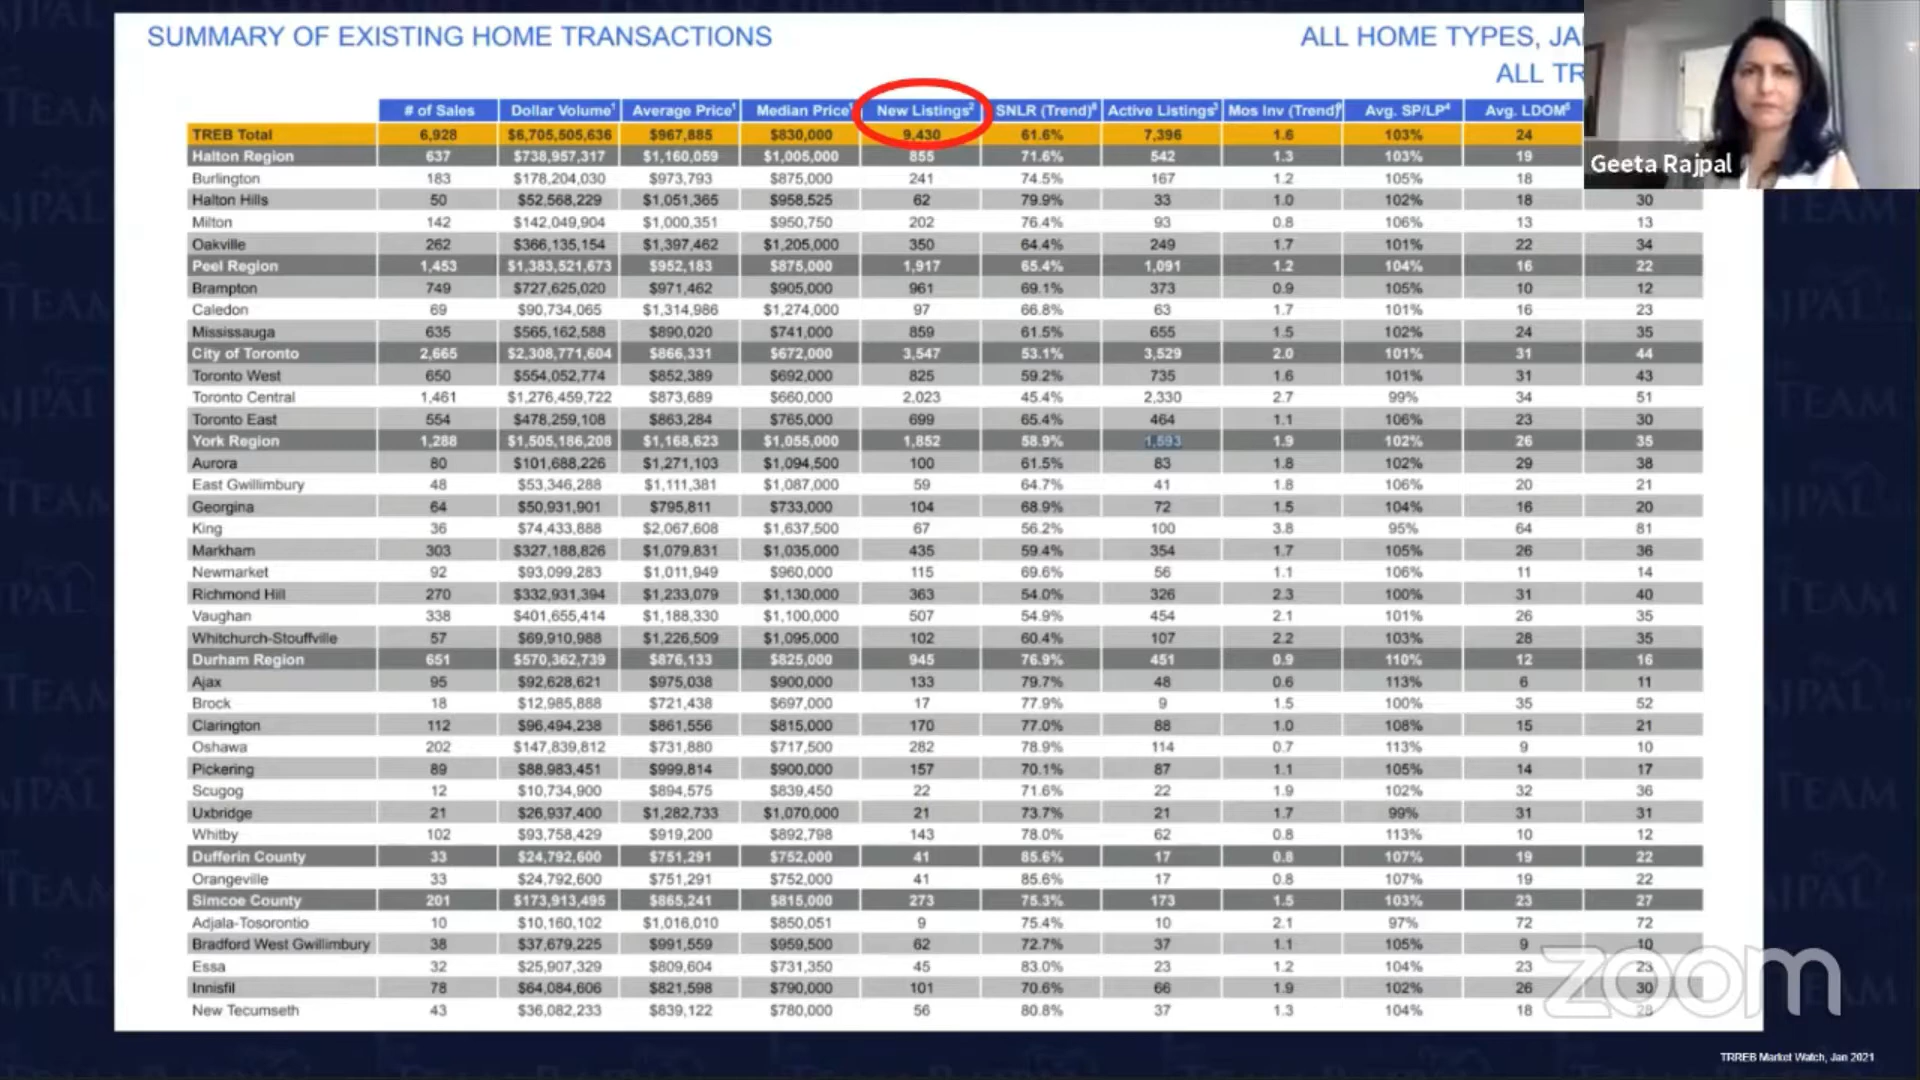 SUMMARY OF EXISTING HOME TRANSACTIONS
ALL HOME TYPES, JA
ALL TR
Geeta Rajpal
# of Sales Dollar Volume¹ Average Price¹ Median Price¹ New Listings² SNLR (Trend)⁸ Active Listings³ Mos Inv (Trend)⁹ Avg. SP/LP⁴ Avg. LDOM⁵
TREB Total 6,928 $6,705,505,636 $967,885 $830,000 9,430 61.6% 7,396 1.6 103% 24
Halton Region 637 $738,957,317 $1,160,059 $1,005,000 855 71.6% 542 1.3 103% 19
Burlington 183 $178,204,030 $973,793 $875,000 241 74.5% 167 1.2 105% 18
Halton Hills 50 $52,568,229 $1,051,365 $958,525 62 79.9% 33 1.0 102% 18 30
Milton 142 $142,049,904 $1,000,351 $950,750 202 76.4% 93 0.8 106% 13 13
Oakville 262 $366,135,154 $1,397,462 $1,205,000 350 64.4% 249 1.7 101% 22 34
Peel Region 1,453 $1,383,521,673 $952,183 $875,000 1,917 65.4% 1,091 1.2 104% 16 22
Brampton 749 $727,625,020 $971,462 $905,000 961 69.1% 373 0.9 105% 10 12
Caledon 69 $90,734,065 $1,314,986 $1,274,000 97 66.8% 63 1.7 101% 16 23
Mississauga 635 $565,162,588 $890,020 $741,000 859 61.5% 655 1.5 102% 24 35
City of Toronto 2,665 $2,308,771,604 $866,331 $672,000 3,547 53.1% 3,529 2.0 101% 31 44
Toronto West 650 $554,052,774 $852,389 $692,000 825 59.2% 735 1.6 101% 31 43
Toronto Central 1,461 $1,276,459,722 $873,689 $660,000 2,023 45.4% 2,330 2.7 99% 34 51
Toronto East 554 $478,259,108 $863,284 $765,000 699 65.4% 464 1.1 106% 23 30
York Region 1,288 $1,505,186,208 $1,168,623 $1,055,000 1,852 58.9% 1,593 1.9 102% 26 35
Aurora 80 $101,688,226 $1,271,103 $1,094,500 100 61.5% 83 1.8 102% 29 38
East Gwillimbury 48 $53,346,288 $1,111,381 $1,087,000 59 64.7% 41 1.8 106% 20 21
Georgina 64 $50,931,901 $795,811 $733,000 104 68.9% 72 1.5 104% 16 20
King 36 $74,433,888 $2,067,608 $1,637,500 67 56.2% 100 3.8 95% 64 81
Markham 303 $327,188,826 $1,079,831 $1,035,000 435 59.4% 354 1.7 105% 26 36
Newmarket 92 $93,099,283 $1,011,949 $960,000 115 69.6% 56 1.1 106% 11 14
Richmond Hill 270 $332,931,394 $1,233,079 $1,130,000 363 54.0% 326 2.3 100% 31 40
Vaughan 338 $401,655,414 $1,188,330 $1,100,000 507 54.9% 454 2.1 101% 26 35
Whitchurch-Stouffville 57 $69,910,988 $1,226,509 $1,095,000 102 60.4% 107 2.2 103% 28 35
Durham Region 651 $570,362,739 $876,133 $825,000 945 76.9% 451 0.9 110% 12 16
Ajax 95 $92,628,621 $975,038 $900,000 133 79.7% 48 0.6 113% 6 11
Brock 18 $12,985,888 $721,438 $697,000 17 77.9% 9 1.5 100% 35 52
Clarington 112 $96,494,238 $861,556 $815,000 170 77.0% 88 1.0 108% 15 21
Oshawa 202 $147,839,812 $731,880 $717,500 282 78.9% 114 0.7 113% 9 10
Pickering 89 $88,983,451 $999,814 $900,000 157 70.1% 87 1.1 105% 14 17
Scugog 12 $10,734,900 $894,575 $839,450 22 71.6% 22 1.9 102% 32 36
Uxbridge 21 $26,937,400 $1,282,733 $1,070,000 21 73.7% 21 1.7 99% 31 31
Whitby 102 $93,758,429 $919,200 $892,798 143 78.0% 62 0.8 113% 10 12
Dufferin County 33 $24,792,600 $751,291 $752,000 41 85.6% 17 0.8 107% 19 22
Orangeville 33 $24,792,600 $751,291 $752,000 41 85.6% 17 0.8 107% 19 22
Simcoe County 201 $173,913,495 $865,241 $815,000 273 75.3% 173 1.5 103% 23 27
Adjala-Tosorontio 10 $10,160,102 $1,016,010 $850,051 9 75.4% 10 2.1 97% 72 72
Bradford West Gwillimbury 38 $37,679,225 $991,559 $959,500 62 72.7% 37 1.1 105% 9 10
Essa 32 $25,907,329 $809,604 $731,350 45 83.0% 23 1.2 104% 23 23
Innisfil 78 $64,084,606 $821,598 $790,000 101 70.6% 66 1.9 102% 26 30
New Tecumseth 43 $36,082,233 $839,122 $780,000 56 80.8% 37 1.3 104% 18 28
zoom
TRREB Market Watch, Jan 2021